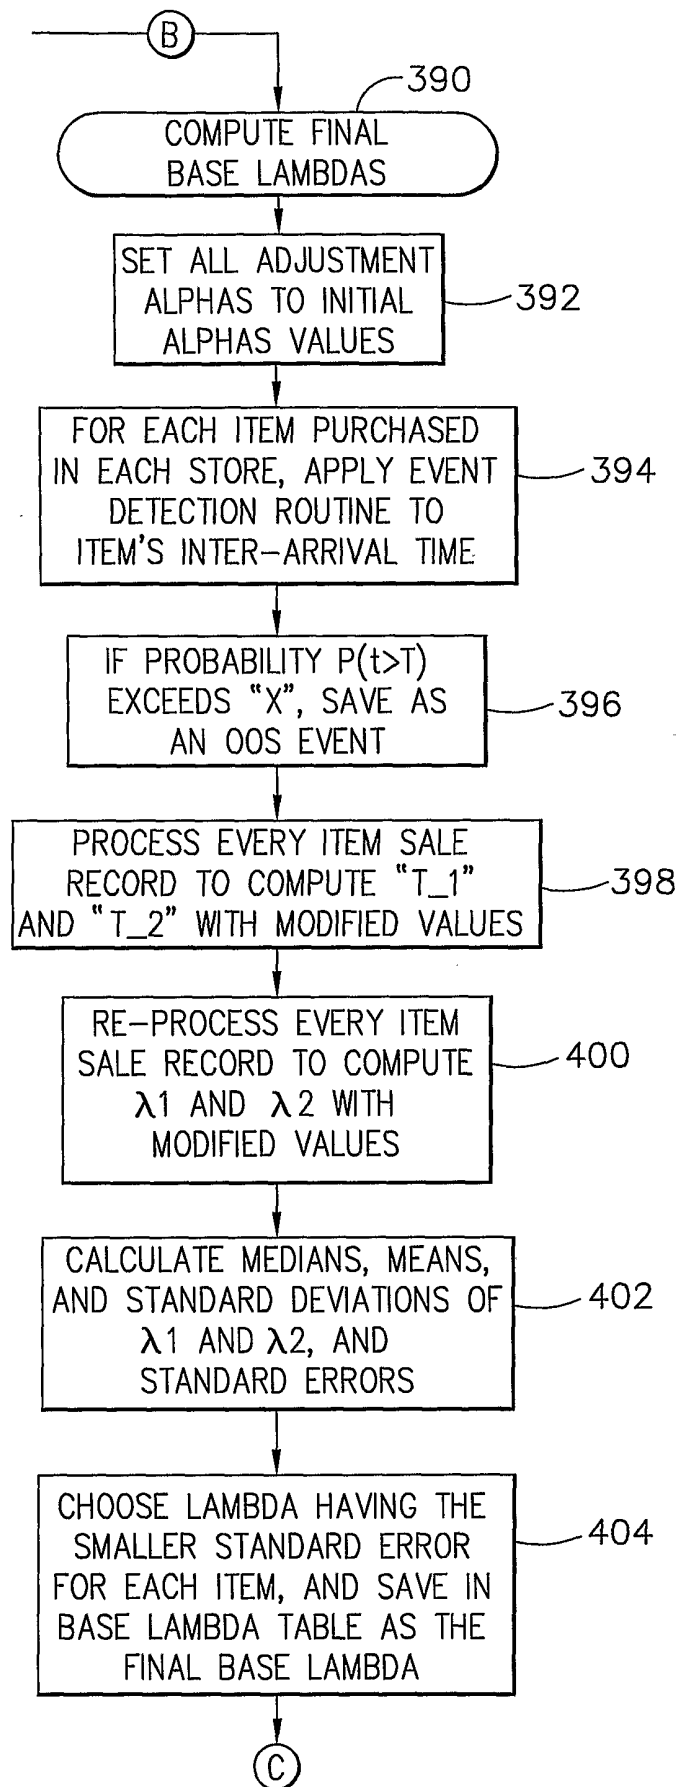 B
390
COMPUTE FINAL
BASE LAMBDAS
SET ALL ADJUSTMENT
ALPHAS TO INITIAL
ALPHAS VALUES
392
FOR EACH ITEM PURCHASED
IN EACH STORE, APPLY EVENT
DETECTION ROUTINE TO
ITEM'S INTER-ARRIVAL TIME
394
IF PROBABILITY P(t>T)
EXCEEDS "X", SAVE AS
AN OOS EVENT
396
PROCESS EVERY ITEM SALE
RECORD TO COMPUTE "T_1"
AND "T_2" WITH MODIFIED VALUES
398
RE-PROCESS EVERY ITEM
SALE RECORD TO COMPUTE
λ1 AND λ2 WITH
MODIFIED VALUES
400
CALCULATE MEDIANS, MEANS,
AND STANDARD DEVIATIONS OF
λ1 AND λ2, AND
STANDARD ERRORS
402
CHOOSE LAMBDA HAVING THE
SMALLER STANDARD ERROR
FOR EACH ITEM, AND SAVE IN
BASE LAMBDA TABLE AS THE
FINAL BASE LAMBDA
404
C